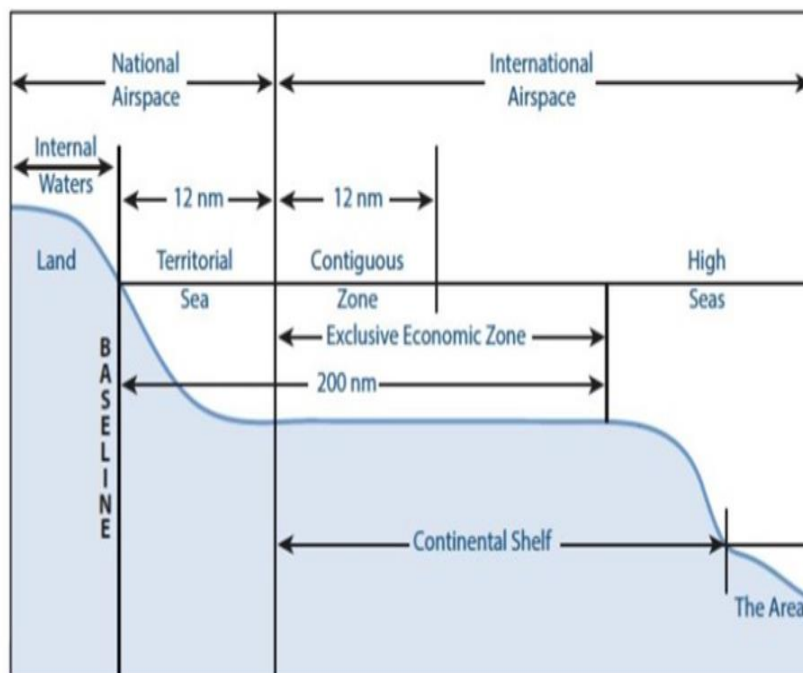 National
Airspace
International
Airspace
Internal
Waters
12 nm
12 nm
Land
Territorial
Sea
Contiguous
Zone
High
Seas
Exclusive Economic Zone
200 nm
BASELINE
Continental Shelf
The Area